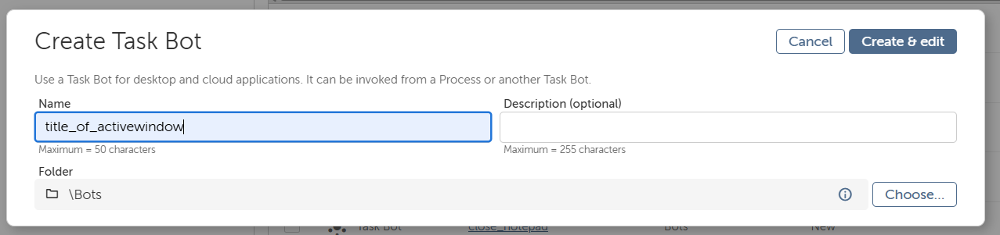 Create Task Bot
Cancel
Create & edit
Use a Task Bot for desktop and cloud applications. It can be invoked from a Process or another Task Bot.
Name
Description (optional)
title_of_activewindow
Maximum = 50 characters
Maximum = 255 characters
Folder
\Bots
Choose...
Task Bot
close_notepad
Bots
New